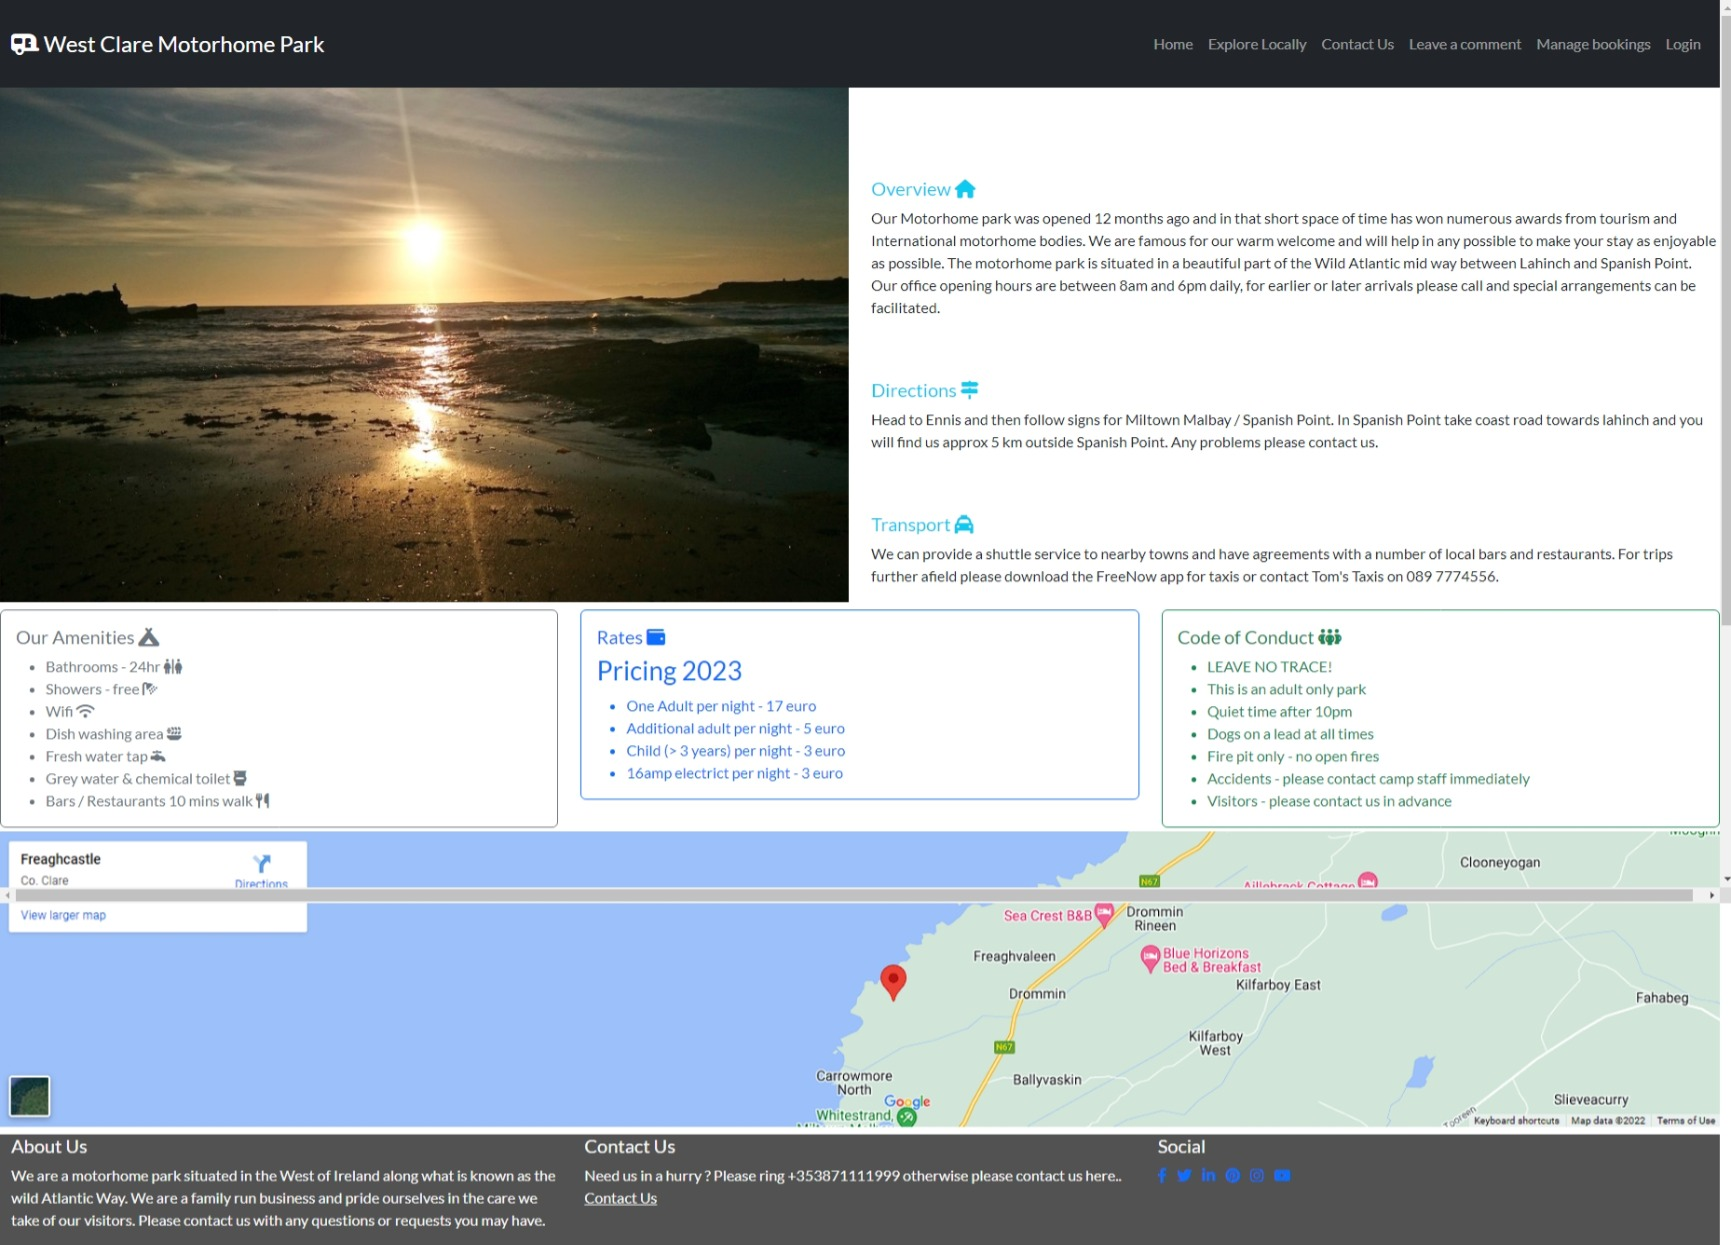 West Clare Motorhome Park
Home Explore Locally Contact Us Leave a comment Manage bookings Login
Overview
Our Motorhome park was opened 12 months ago and in that short space of time has won numerous awards from tourism and
International motorhome bodies. We are famous for our warm welcome and will help in any possible to make your stay as enjoyable
as possible. The motorhome park is situated in a beautiful part of the Wild Atlantic mid way between Lahinch and Spanish Point.
Our office opening hours are between 8am and 6pm daily, for earlier or later arrivals please call and special arrangements can be
facilitated.
Directions
Head to Ennis and then follow signs for Miltown Malbay / Spanish Point. In Spanish Point take coast road towards lahinch and you
will find us approx 5 km outside Spanish Point. Any problems please contact us.
Transport
We can provide a shuttle service to nearby towns and have agreements with a number of local bars and restaurants. For trips
further afield please download the FreeNow app for taxis or contact Tom's Taxis on 089 7774556.
Our Amenities
Bathrooms - 24hr
Showers - free
Wifi
Dish washing area
Fresh water tap
Grey water & chemical toilet
Bars / Restaurants 10 mins walk
Rates
Pricing 2023
One Adult per night - 17 euro
Additional adult per night - 5 euro
Child (> 3 years) per night - 3 euro
16amp electrict per night - 3 euro
Code of Conduct
LEAVE NO TRACE!
This is an adult only park
Quiet time after 10pm
Dogs on a lead at all times
Fire pit only - no open fires
Accidents - please contact camp staff immediately
Visitors - please contact us in advance
Freaghcastle
Co. Clare
Directions
View larger map
Clooneyogan
N67
Aillebrack Cottage
Sea Crest B&B
Drommin
Rineen
Freaghvaleen
Blue Horizons
Bed & Breakfast
Kilfarboy East
Drommin
Fahabeg
Kilfarboy
West
N67
Carrowmore
North
Ballyvaskin
Google
Slieveacurry
Whitestrand,
Tooreen
Keyboard shortcuts Map data ©2022 Terms of Use
About Us
We are a motorhome park situated in the West of Ireland along what is known as the
wild Atlantic Way. We are a family run business and pride ourselves in the care we
take of our visitors. Please contact us with any questions or requests you may have.
Contact Us
Need us in a hurry ? Please ring +353871111999 otherwise please contact us here..
Contact Us
Social